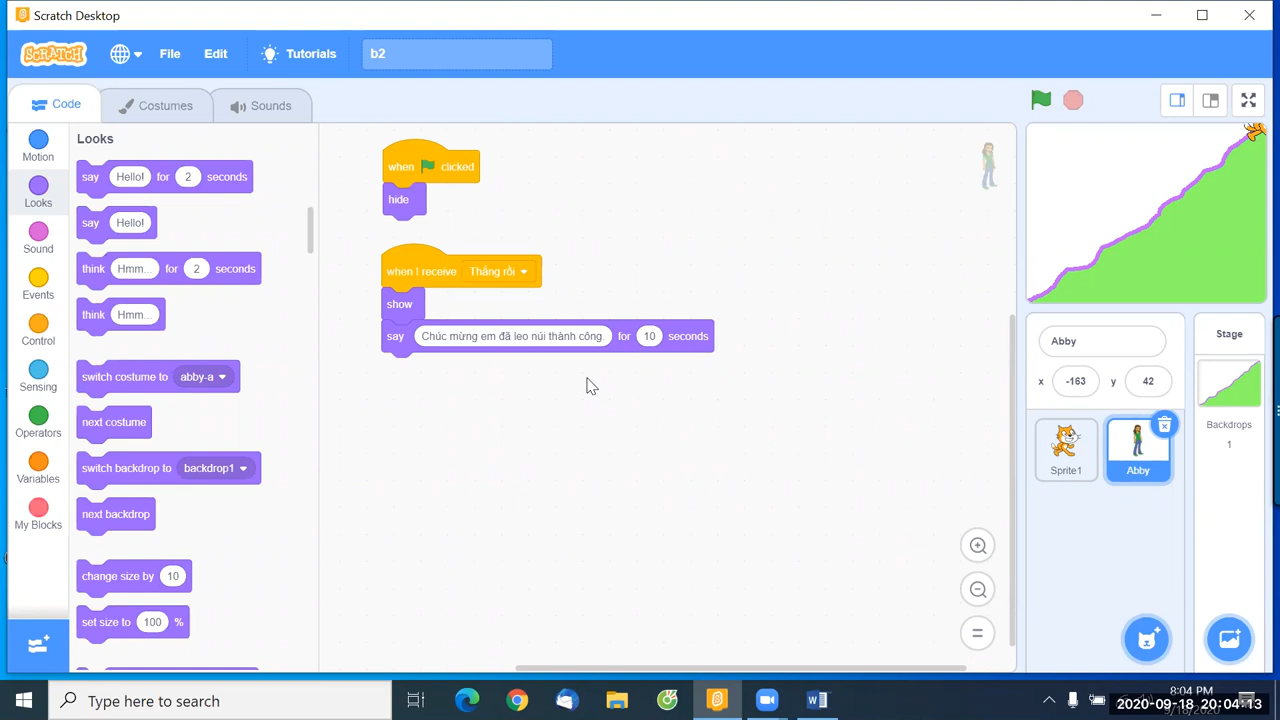 Scratch Desktop
SCRATCH
File
Edit
Tutorials
b2
Code
Costumes
Sounds
Motion
Looks
Sound
Events
Control
Sensing
Operators
Variables
My Blocks
Looks
say Hello! for 2 seconds
say Hello!
think Hmm... for 2 seconds
think Hmm...
switch costume to abby-a
next costume
switch backdrop to backdrop1
next backdrop
change size by 10
set size to 100 %
when clicked
hide
when I receive Thắng rồi
show
say Chúc mừng em đã leo núi thành công. for 10 seconds
Abby
x -163 y 42
Sprite1
Abby
Stage
Backdrops
1
Type here to search
8:04 PM
2020-09-18 20:04:13